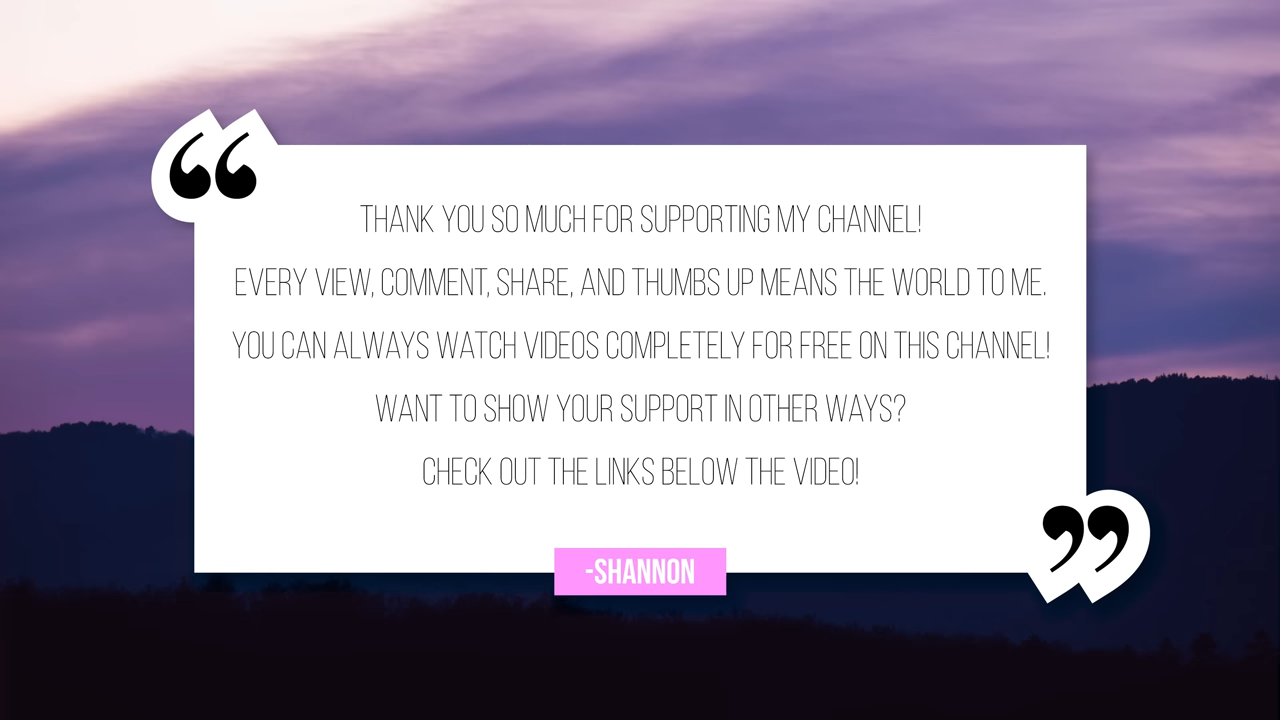 THANK YOU SO MUCH FOR SUPPORTING MY CHANNEL!
EVERY VIEW, COMMENT, SHARE, AND THUMBS UP MEANS THE WORLD TO ME.
YOU CAN ALWAYS WATCH VIDEOS COMPLETELY FOR FREE ON THIS CHANNEL!
WANT TO SHOW YOUR SUPPORT IN OTHER WAYS?
CHECK OUT THE LINKS BELOW THE VIDEO!
-SHANNON